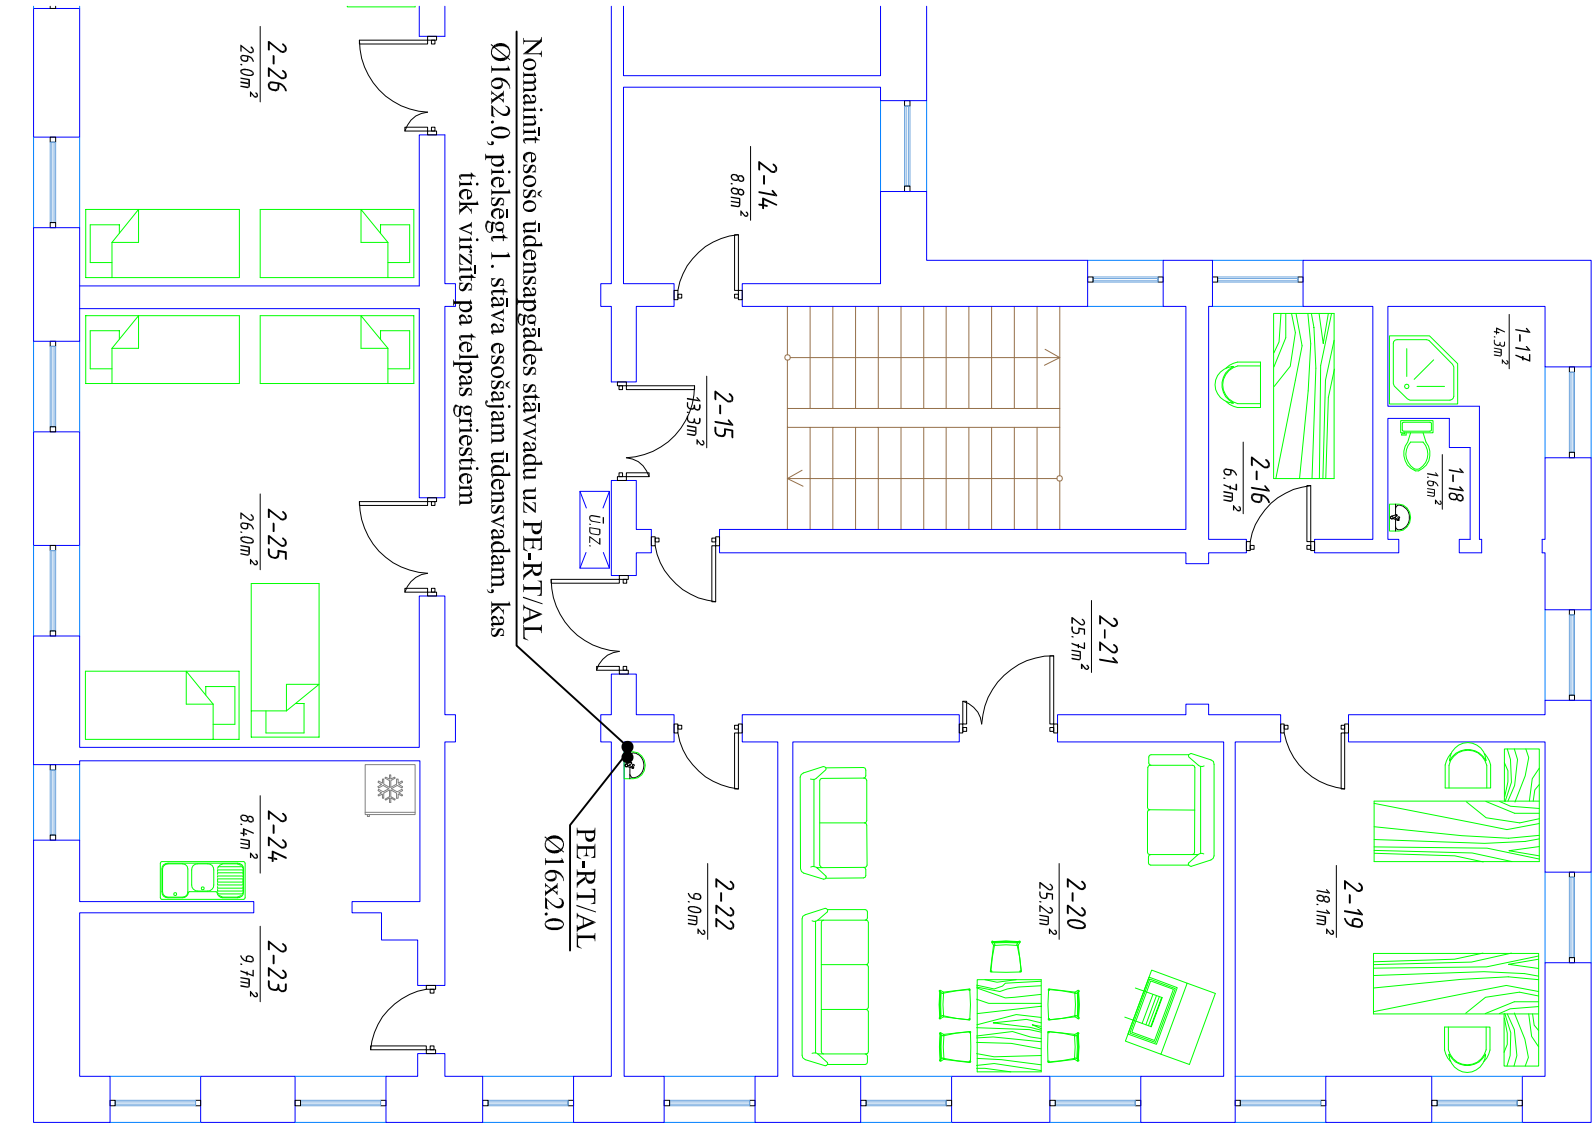 Nomainīt esošo ūdensapgādes stāvvadu uz PE-RT/AL
Ø16x2.0, pielsēgt 1. stāva esošajam ūdensvadam, kas
tiek virzīts pa telpas griestiem
PE-RT/AL
Ø16x2.0
2-26
26.0m²
2-14
8.8m²
1-17
4.3m²
2-15
13.3m²
2-16
6.7m²
1-18
1.6m²
2-25
26.0m²
Ū.DZ.
2-21
25.7m²
2-24
8.4m²
2-22
9.0m²
2-20
25.2m²
2-19
18.1m²
2-23
9.7m²